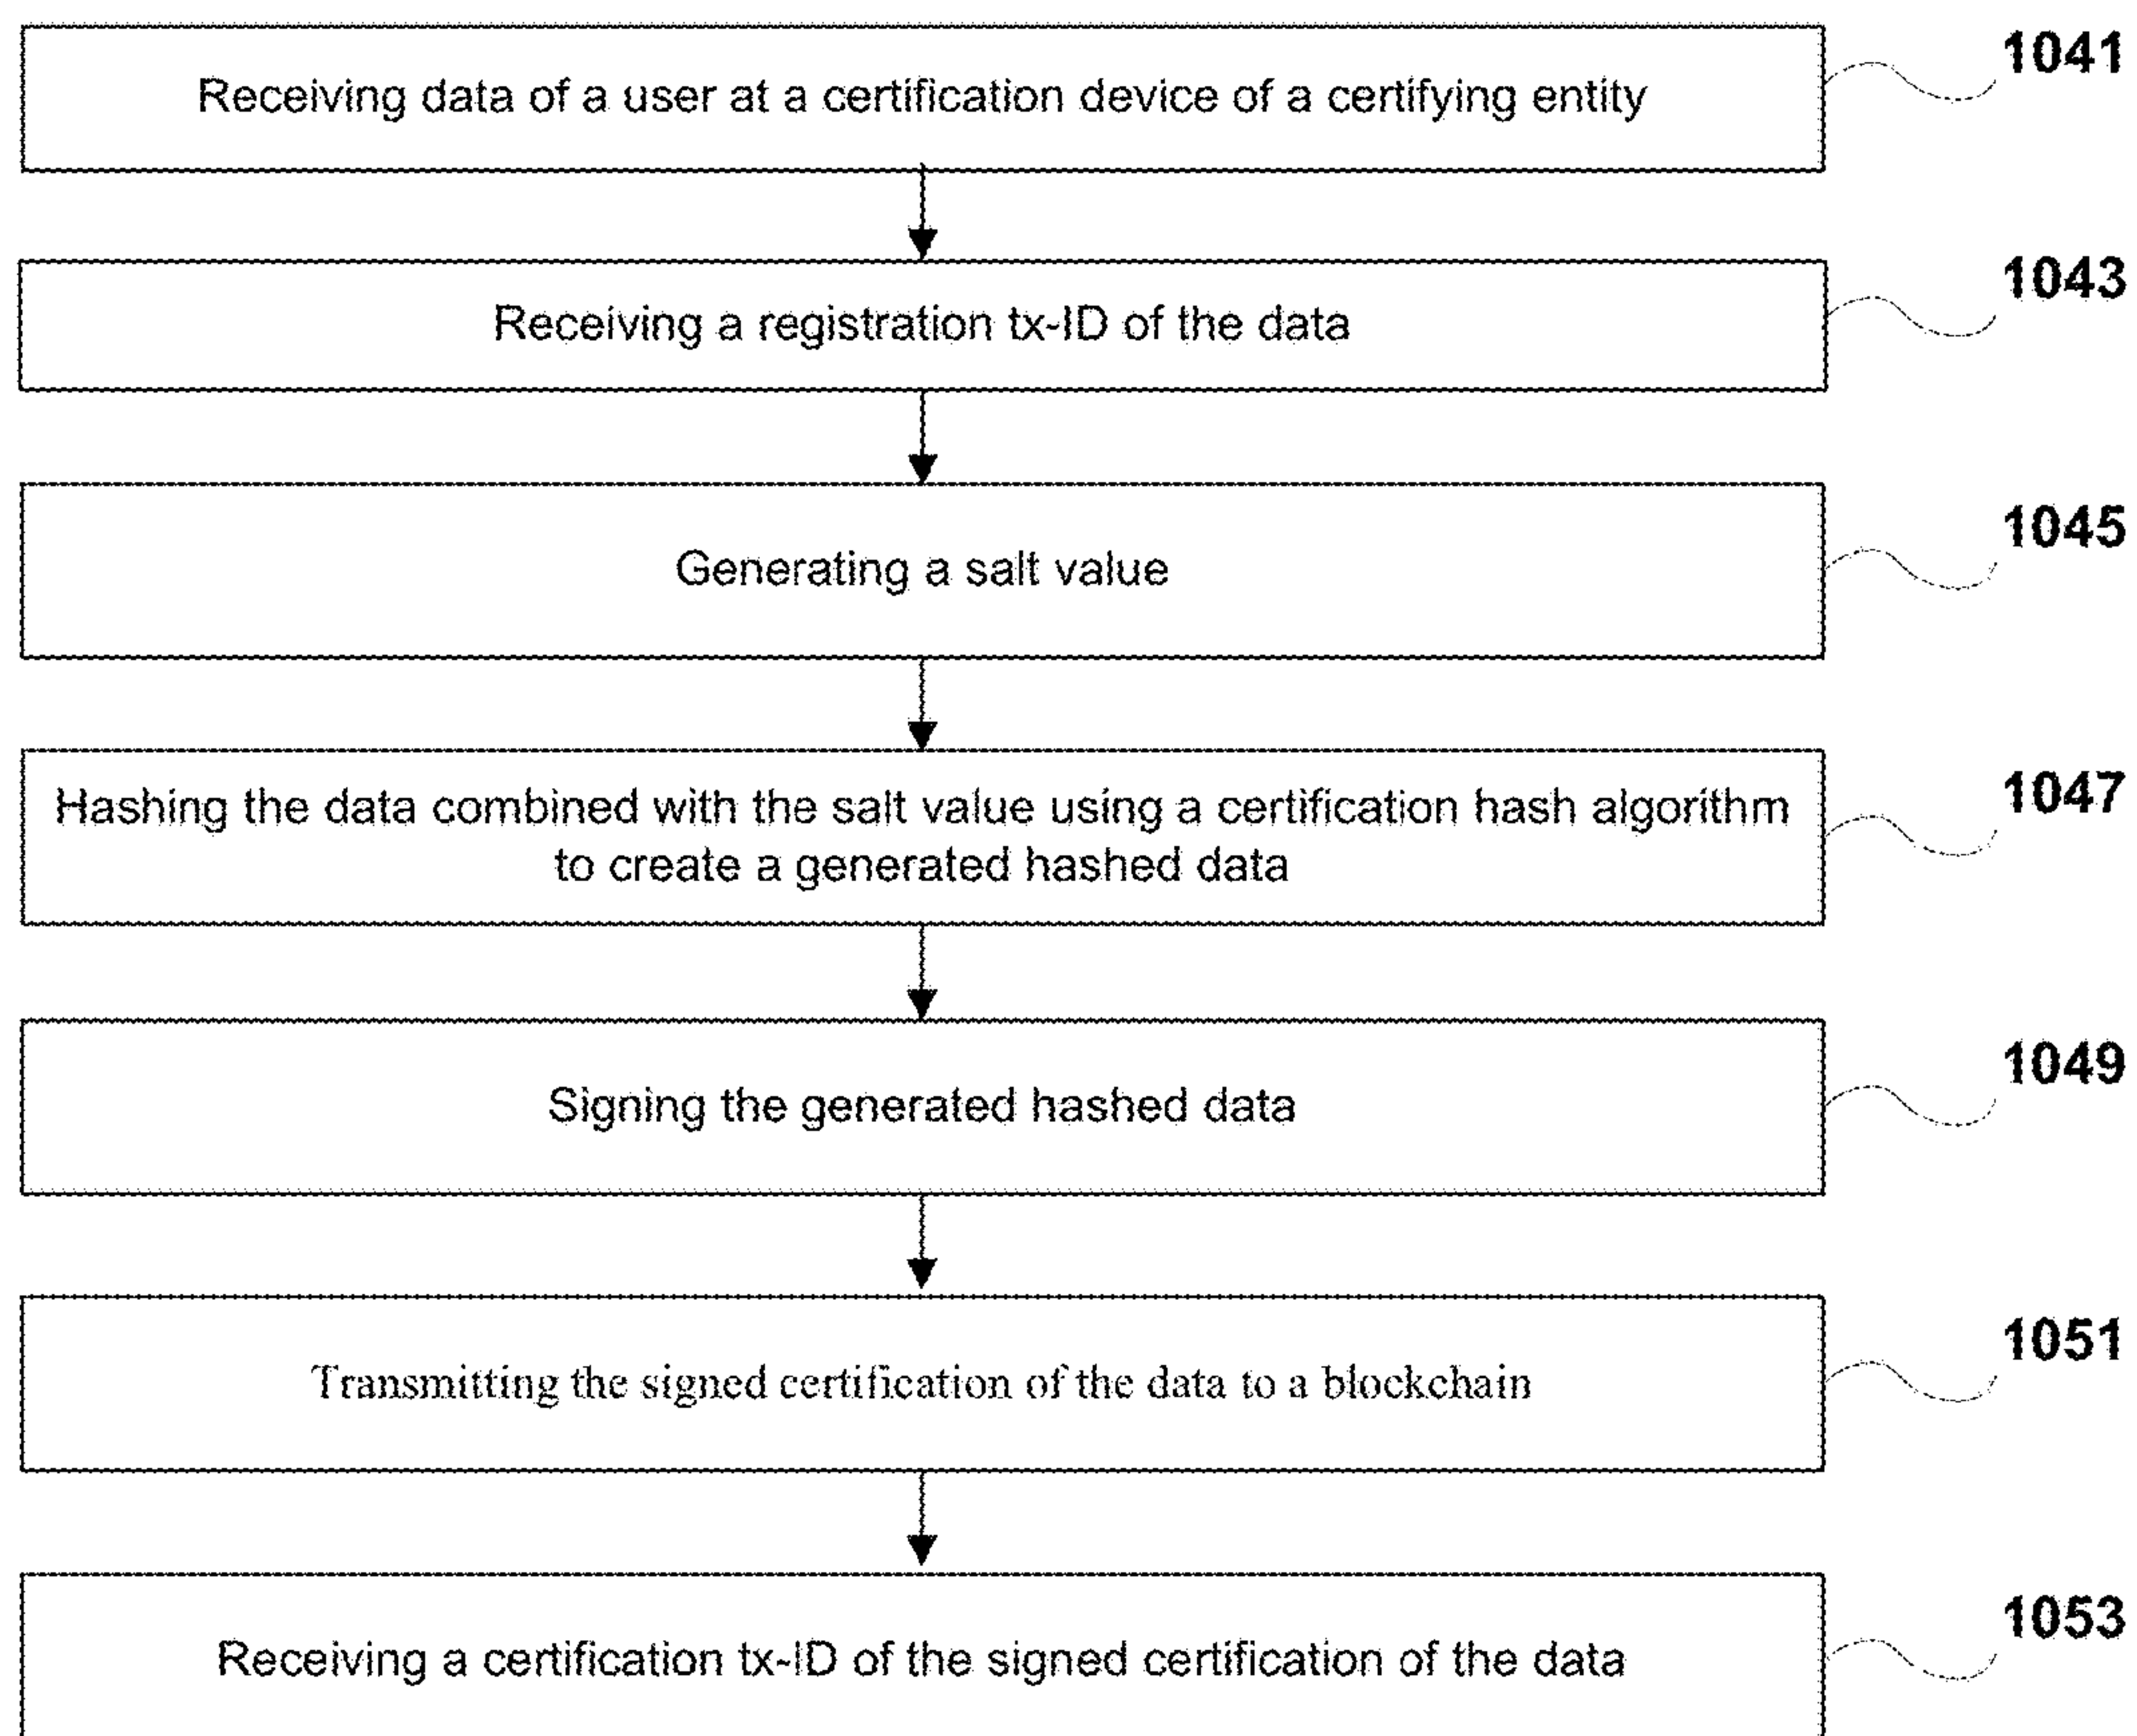 Receiving data of a user at a certification device of a certifying entity
1041
Receiving a registration tx-ID of the data
1043
Generating a salt value
1045
Hashing the data combined with the salt value using a certification hash algorithm
to create a generated hashed data
1047
Signing the generated hashed data
1049
Transmitting the signed certification of the data to a blockchain
1051
Receiving a certification tx-ID of the signed certification of the data
1053